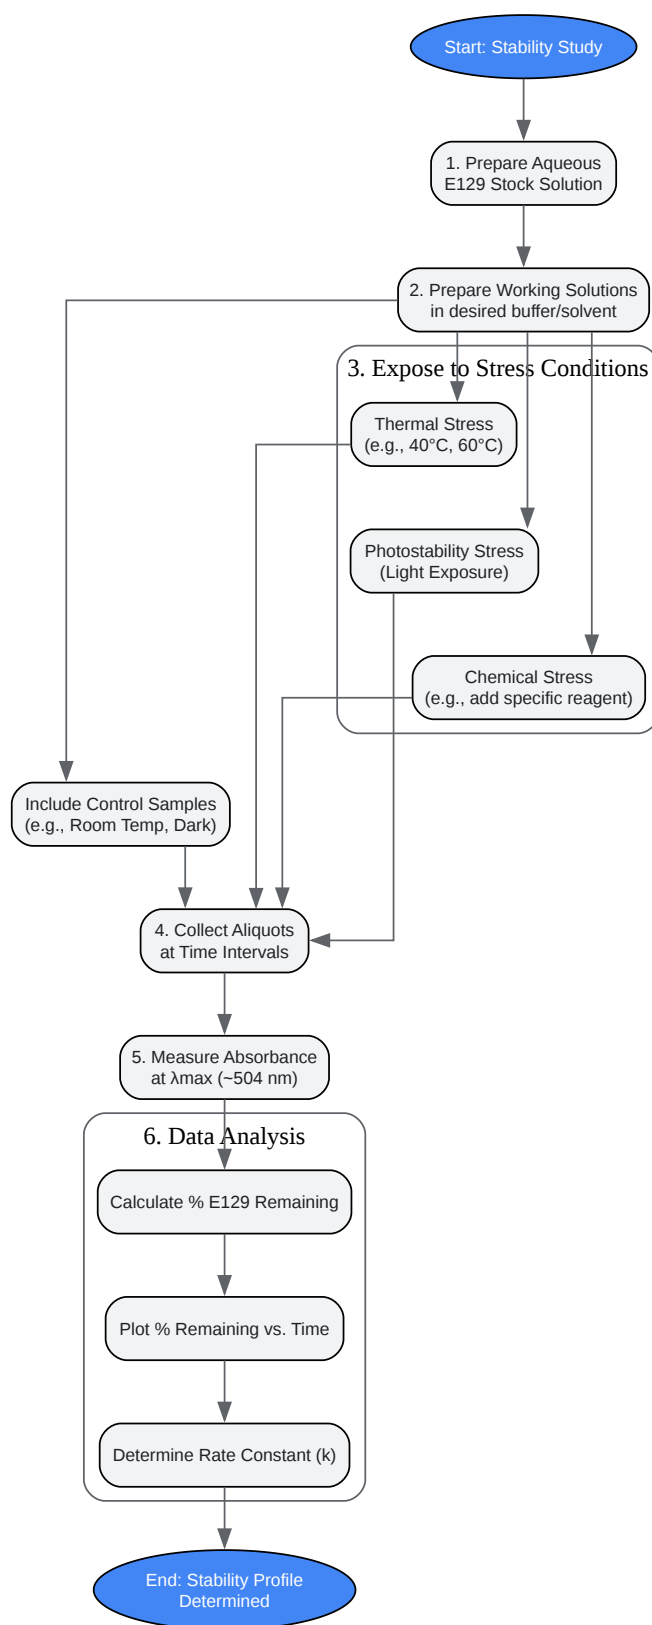 Start: Stability Study
1. Prepare Aqueous
E129 Stock Solution
2. Prepare Working Solutions
in desired buffer/solvent
3. Expose to Stress Conditions
Thermal Stress
(e.g., 40°C, 60°C)
Photostability Stress
(Light Exposure)
Chemical Stress
(e.g., add specific reagent)
Include Control Samples
(e.g., Room Temp, Dark)
4. Collect Aliquots
at Time Intervals
5. Measure Absorbance
at λmax (~504 nm)
6. Data Analysis
Calculate % E129 Remaining
Plot % Remaining vs. Time
Determine Rate Constant (k)
End: Stability Profile
Determined